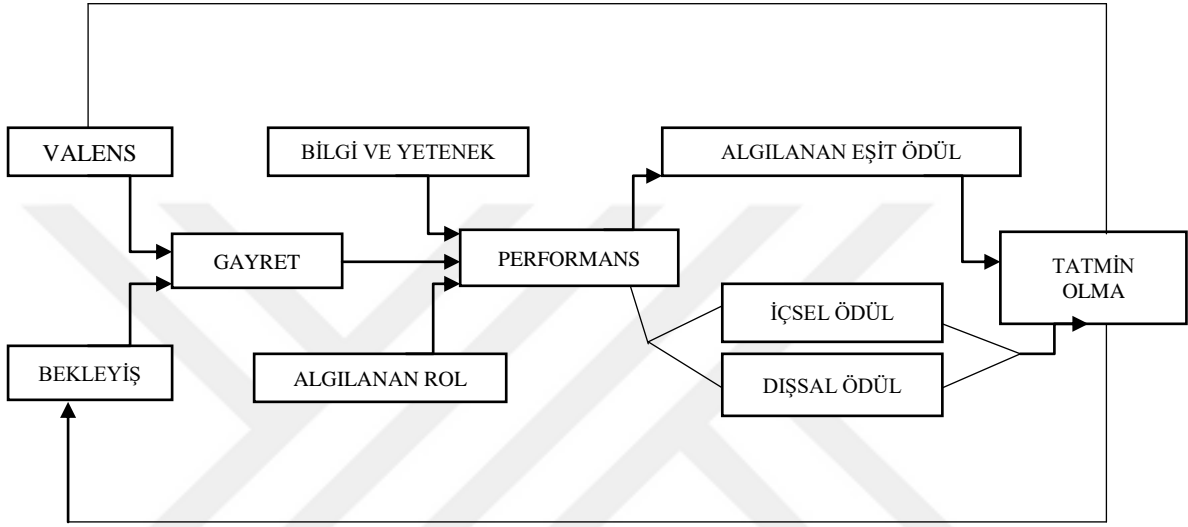 VALENS
BİLGİ VE YETENEK
ALGILANAN EŞİT ÖDÜL
GAYRET
PERFORMANS
TATMİN
OLMA
İÇSEL ÖDÜL
BEKLEYİŞ
ALGILANAN ROL
DIŞSAL ÖDÜL